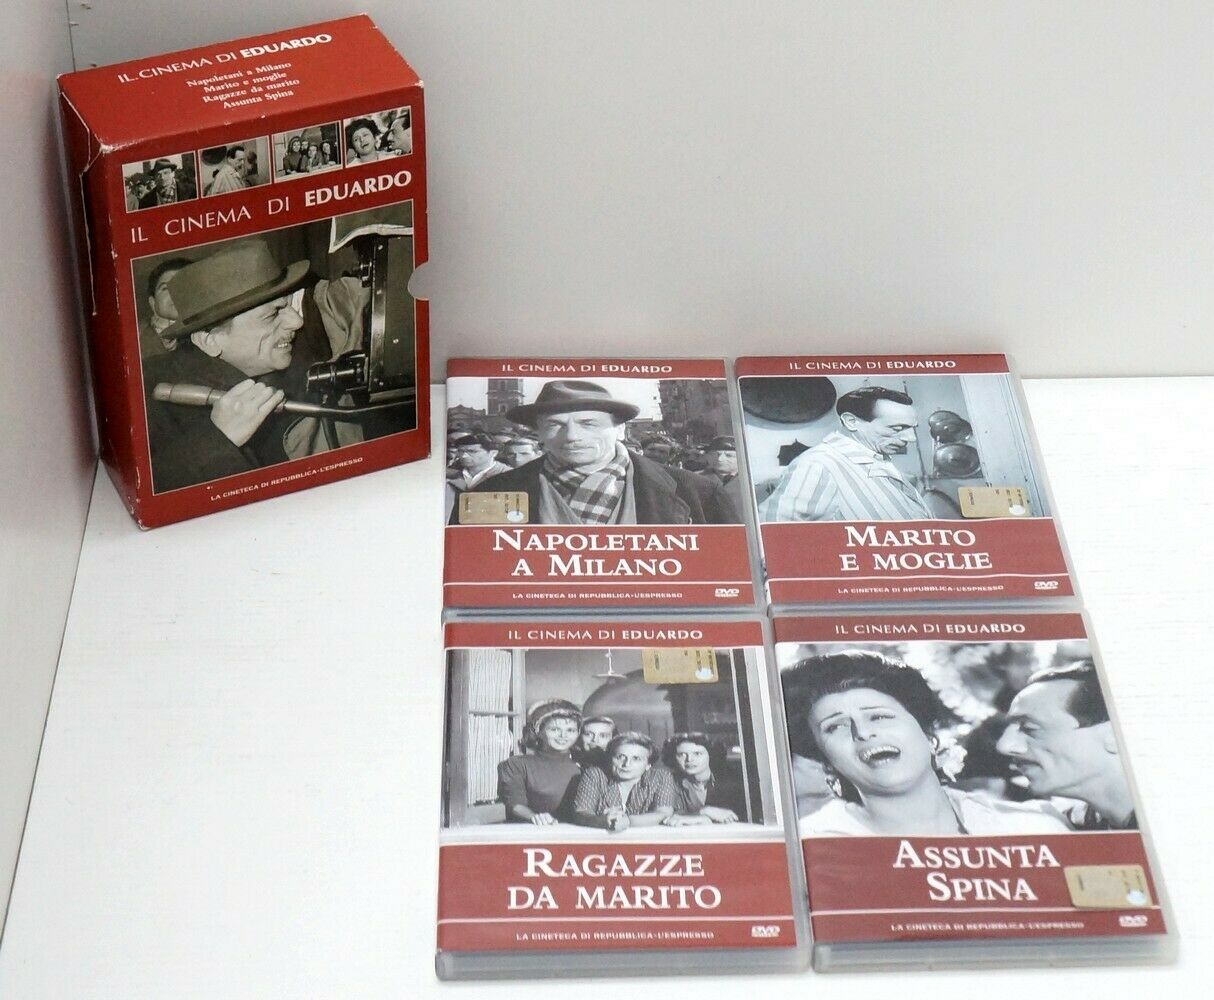 IL CINEMA DI EDUARDO
Napoletani a Milano
Marito e moglie
Ragazze da marito
Assunta Spina
IL CINEMA DI EDUARDO
LA CINETECA DI REPUBBLICA-L'ESPRESSO
IL CINEMA DI EDUARDO
NAPOLETANI
A MILANO
LA CINETECA DI REPUBBLICA-L'ESPRESSO
DVD
IL CINEMA DI EDUARDO
MARITO
E MOGLIE
LA CINETECA DI REPUBBLICA-L'ESPRESSO
DVD
IL CINEMA DI EDUARDO
RAGAZZE
DA MARITO
LA CINETECA DI REPUBBLICA-L'ESPRESSO
DVD
IL CINEMA DI EDUARDO
ASSUNTA
SPINA
LA CINETECA DI REPUBBLICA-L'ESPRESSO
DVD